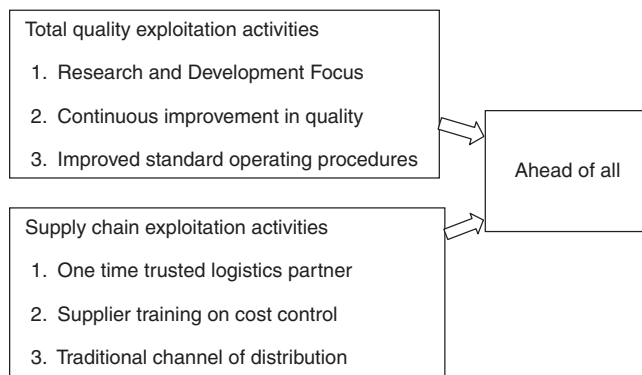 Total quality exploitation activities
1. Research and Development Focus
2. Continuous improvement in quality
3. Improved standard operating procedures
Ahead of all
Supply chain exploitation activities
1. One time trusted logistics partner
2. Supplier training on cost control
3. Traditional channel of distribution